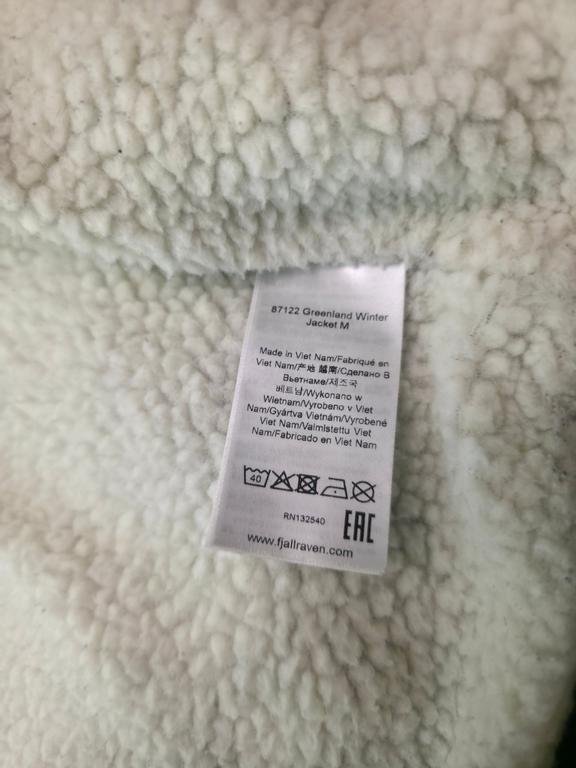 87122 Greenland Winter
Jacket M
Made in Viet Nam/Fabriqué en
Viet Nam/产地 越南/Сделано В
Вьетнаме/제조국
베트남/Wykonano w
Wietnam/Vyrobeno v Viet
Nam/Gyártva Vietnám/Vyrobené
Viet Nam/Valmistettu Viet
Nam/Fabricado en Viet Nam
40
RN132540
EAC
www.fjallraven.com